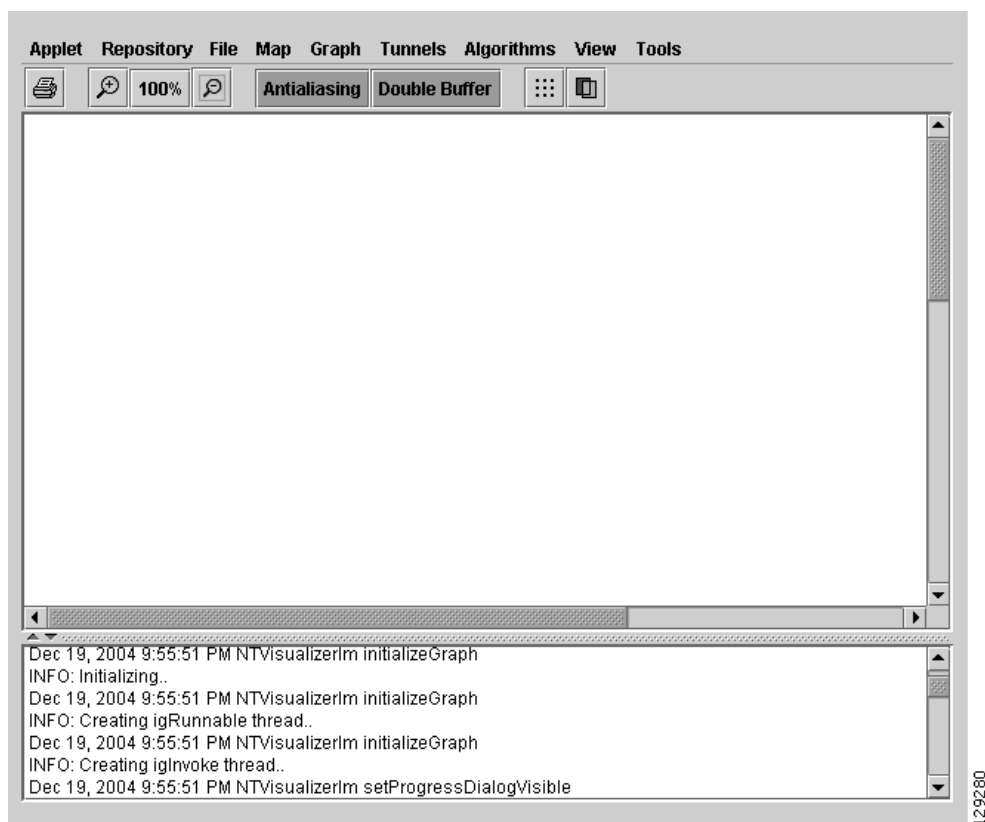 Applet Repository File Map Graph Tunnels Algorithms View Tools
100% Antialiasing Double Buffer
Dec 19, 2004 9:55:51 PM NTVisualizerIm initializeGraph
INFO: Initializing..
Dec 19, 2004 9:55:51 PM NTVisualizerIm initializeGraph
INFO: Creating igRunnable thread..
Dec 19, 2004 9:55:51 PM NTVisualizerIm initializeGraph
INFO: Creating igInvoke thread..
Dec 19, 2004 9:55:51 PM NTVisualizerIm setProgressDialogVisible
129280